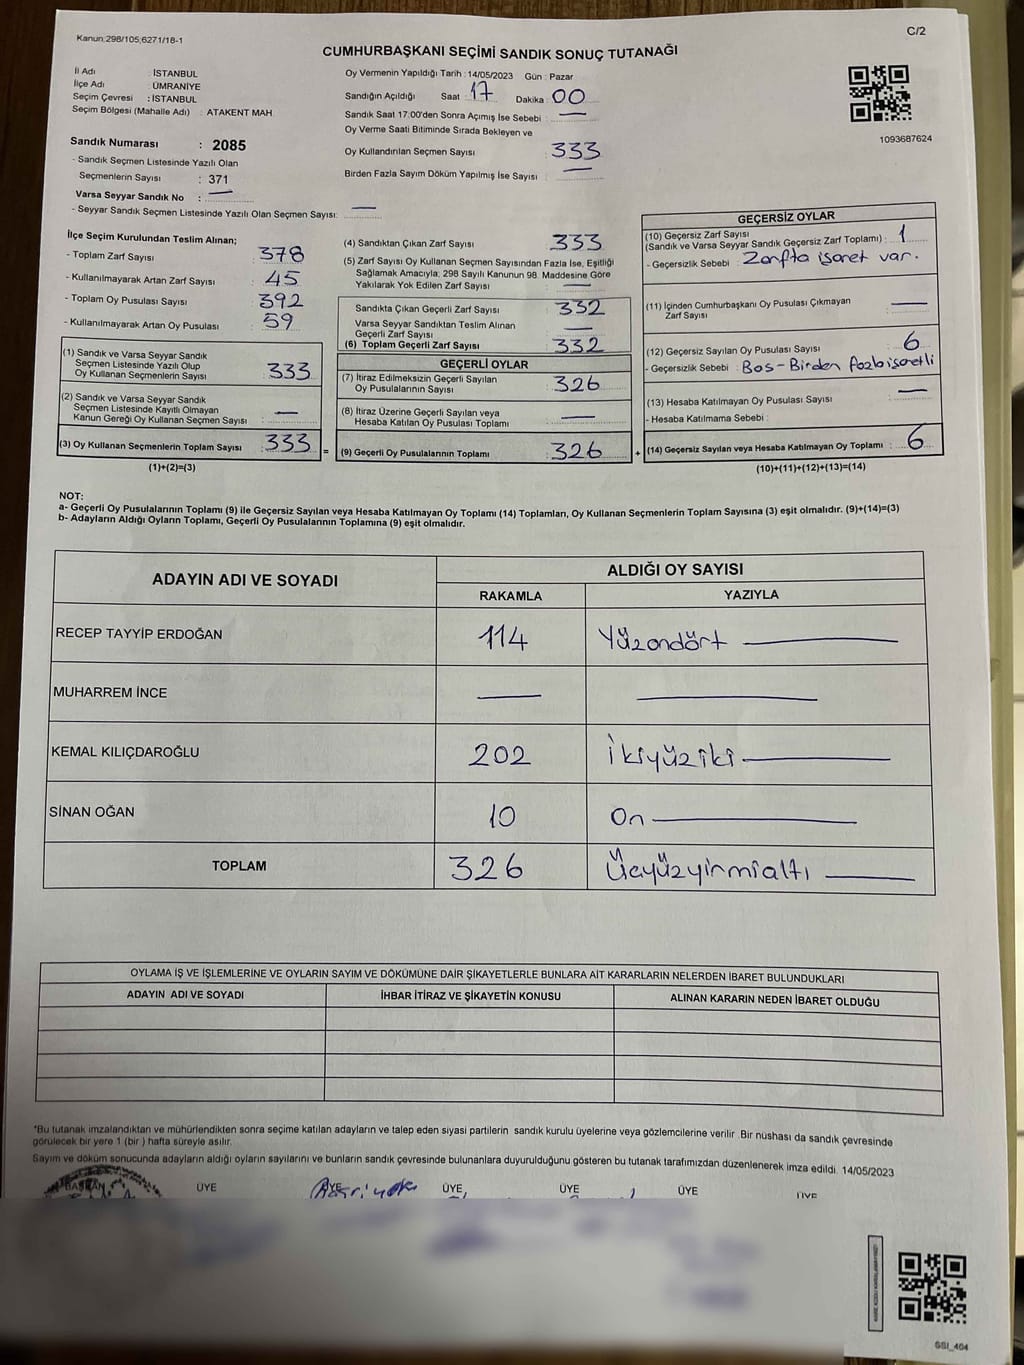 Kanun:298/105,6271/18-1
C/2
CUMHURBAŞKANI SEÇİMİ SANDIK SONUÇ TUTANAĞI
İl Adı : İSTANBUL
İlçe Adı : ÜMRANİYE
Seçim Çevresi : İSTANBUL
Seçim Bölgesi (Mahalle Adı) : ATAKENT MAH
Oy Vermenin Yapıldığı Tarih : 14/05/2023 Gün : Pazar
Sandığın Açıldığı Saat : 17 Dakika : 00
Sandık Saat 17:00'den Sonra Açımış İse Sebebi : —
Oy Verme Saati Bitiminde Sırada Bekleyen ve
Oy Kullandırılan Seçmen Sayısı : 333
Birden Fazla Sayım Döküm Yapılmış İse Sayısı : —
1093687624
Sandık Numarası : 2085
- Sandık Seçmen Listesinde Yazılı Olan
Seçmenlerin Sayısı : 371
Varsa Seyyar Sandık No : —
- Seyyar Sandık Seçmen Listesinde Yazılı Olan Seçmen Sayısı: —
İlçe Seçim Kurulundan Teslim Alınan;
- Toplam Zarf Sayısı : 378
- Kullanılmayarak Artan Zarf Sayısı : 45
- Toplam Oy Pusulası Sayısı : 392
- Kullanılmayarak Artan Oy Pusulası : 59
(1) Sandık ve Varsa Seyyar Sandık
Seçmen Listesinde Yazılı Olup
Oy Kullanan Seçmenlerin Sayısı : 333
(2) Sandık ve Varsa Seyyar Sandık
Seçmen Listesinde Kayıtlı Olmayan
Kanun Gereği Oy Kullanan Seçmen Sayısı : —
(3) Oy Kullanan Seçmenlerin Toplam Sayısı : 333
(1)+(2)=(3)
(4) Sandıktan Çıkan Zarf Sayısı : 333
(5) Zarf Sayısı Oy Kullanan Seçmen Sayısından Fazla İse, Eşitliği
Sağlamak Amacıyla, 298 Sayılı Kanunun 98. Maddesine Göre
Yakılarak Yok Edilen Zarf Sayısı : —
Sandıkta Çıkan Geçerli Zarf Sayısı : 332
Varsa Seyyar Sandıktan Teslim Alınan
Geçerli Zarf Sayısı : —
(6) Toplam Geçerli Zarf Sayısı : 332
GEÇERLİ OYLAR
(7) İtiraz Edilmeksizin Geçerli Sayılan
Oy Pusulalarının Sayısı : 326
(8) İtiraz Üzerine Geçerli Sayılan veya
Hesaba Katılan Oy Pusulası Toplamı : —
= (9) Geçerli Oy Pusulalarının Toplamı : 326
GEÇERSİZ OYLAR
(10) Geçersiz Zarf Sayısı
(Sandık ve Varsa Seyyar Sandık Geçersiz Zarf Toplamı) : 1
- Geçersizlik Sebebi : Zarfta işaret var.
(11) İçinden Cumhurbaşkanı Oy Pusulası Çıkmayan
Zarf Sayısı : —
(12) Geçersiz Sayılan Oy Pusulası Sayısı : 6
- Geçersizlik Sebebi : Boş-Birden fazla işaretli
(13) Hesaba Katılmayan Oy Pusulası Sayısı : —
- Hesaba Katılmama Sebebi :
+ (14) Geçersiz Sayılan veya Hesaba Katılmayan Oy Toplamı : 6
(10)+(11)+(12)+(13)=(14)
NOT:
a- Geçerli Oy Pusulalarının Toplamı (9) ile Geçersiz Sayılan veya Hesaba Katılmayan Oy Toplamı (14) Toplamları, Oy Kullanan Seçmenlerin Toplam Sayısına (3) eşit olmalıdır. (9)+(14)=(3)
b- Adayların Aldığı Oyların Toplamı, Geçerli Oy Pusulalarının Toplamına (9) eşit olmalıdır.
ADAYIN ADI VE SOYADI
ALDIĞI OY SAYISI
RAKAMLA YAZIYLA
RECEP TAYYİP ERDOĞAN 114 Yüzondört —
MUHARREM İNCE — —
KEMAL KILIÇDAROĞLU 202 İkiyüziki —
SİNAN OĞAN 10 On —
TOPLAM 326 Üçyüzyirmialtı —
OYLAMA İŞ VE İŞLEMLERİNE VE OYLARIN SAYIM VE DÖKÜMÜNE DAİR ŞİKAYETLERLE BUNLARA AİT KARARLARIN NELERDEN İBARET BULUNDUKLARI
ADAYIN ADI VE SOYADI İHBAR İTİRAZ VE ŞİKAYETİN KONUSU ALINAN KARARIN NEDEN İBARET OLDUĞU
*Bu tutanak imzalandıktan ve mühürlendikten sonra seçime katılan adayların ve talep eden siyasi partilerin sandık kurulu üyelerine veya gözlemcilerine verilir. Bir nüshası da sandık çevresinde
görülecek bir yere 1 (bir ) hafta süreyle asılır.
Sayım ve döküm sonucunda adayların aldığı oyların sayılarını ve bunların sandık çevresinde bulunanlara duyurulduğunu gösteren bu tutanak tarafımızdan düzenlenerek imza edildi. 14/05/2023
BAŞKAN ÜYE ÜYE ÜYE ÜYE ÜYE ÜYE
SSI_404